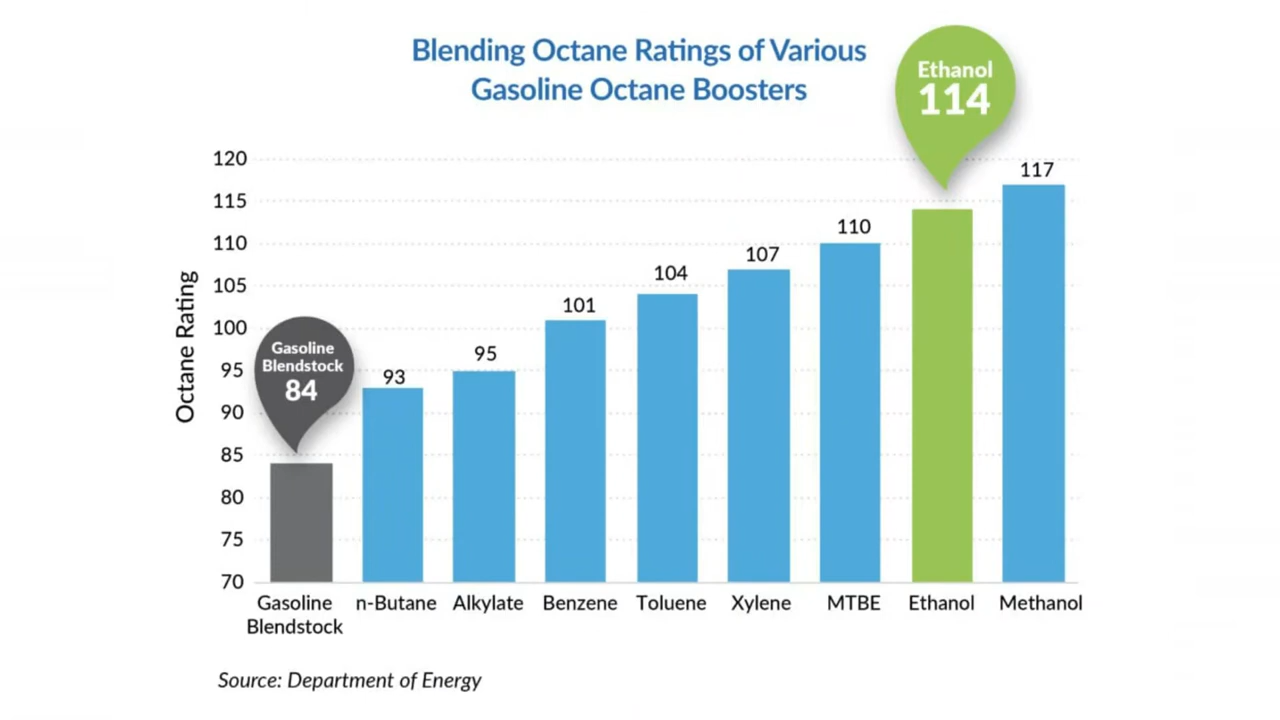 Blending Octane Ratings of Various
Gasoline Octane Boosters
Ethanol
114
Octane Rating
120
115
110
105
100
95
90
85
80
75
70
Gasoline
Blendstock
84
93
95
101
104
107
110
117
Gasoline
Blendstock
n-Butane
Alkylate
Benzene
Toluene
Xylene
MTBE
Ethanol
Methanol
Source: Department of Energy